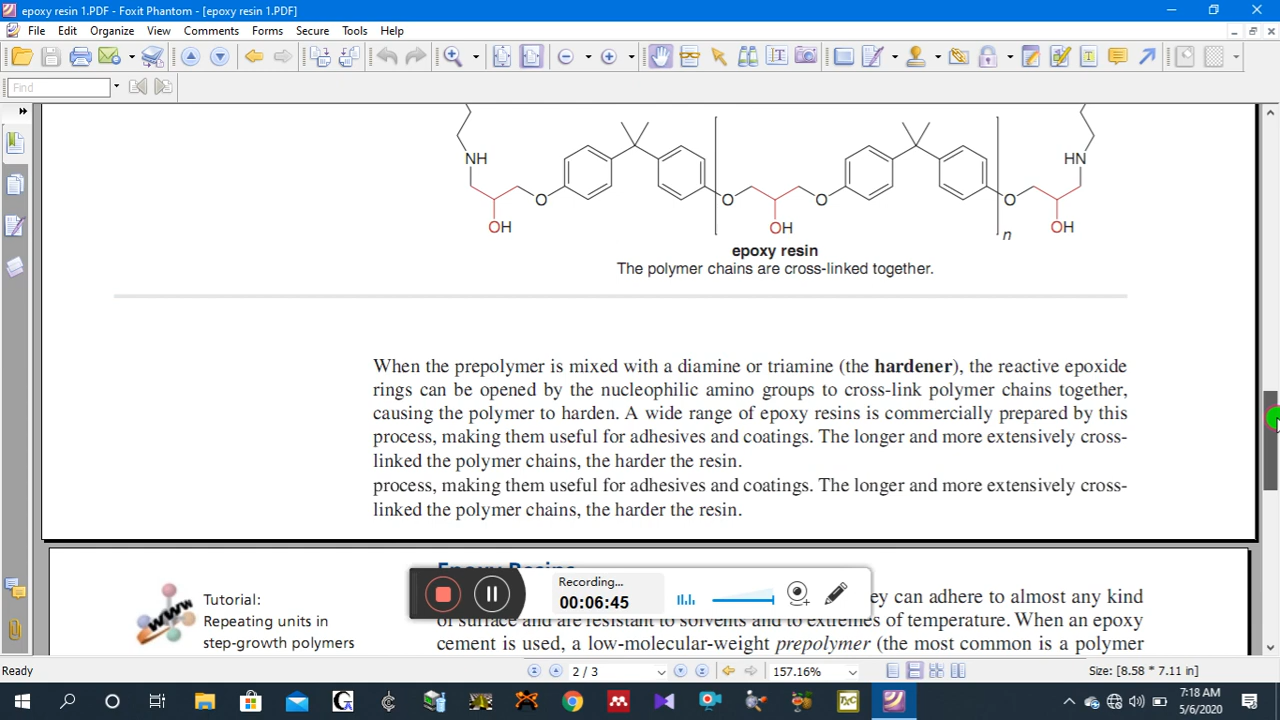 epoxy resin 1.PDF - Foxit Phantom - [epoxy resin 1.PDF]
File Edit Organize View Comments Forms Secure Tools Help
Find
NH HN
O O O O
OH OH OH
n
epoxy resin
The polymer chains are cross-linked together.
When the prepolymer is mixed with a diamine or triamine (the hardener), the reactive epoxide
rings can be opened by the nucleophilic amino groups to cross-link polymer chains together,
causing the polymer to harden. A wide range of epoxy resins is commercially prepared by this
process, making them useful for adhesives and coatings. The longer and more extensively cross-
linked the polymer chains, the harder the resin.
process, making them useful for adhesives and coatings. The longer and more extensively cross-
linked the polymer chains, the harder the resin.
www
Tutorial:
Repeating units in
step-growth polymers
Recording...
00:06:45
ey can adhere to almost any kind
of surface and are resistant to solvents and to extremes of temperature. When an epoxy
cement is used, a low-molecular-weight prepolymer (the most common is a polymer
Ready
2 / 3
157.16%
Size: [8.58 * 7.11 in]
7:18 AM
5/6/2020